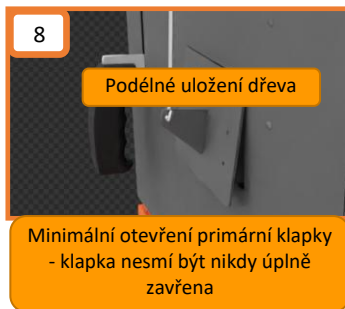 8
Podélné uložení dřeva
Minimální otevření primární klapky
- klapka nesmí být nikdy úplně
zavřena